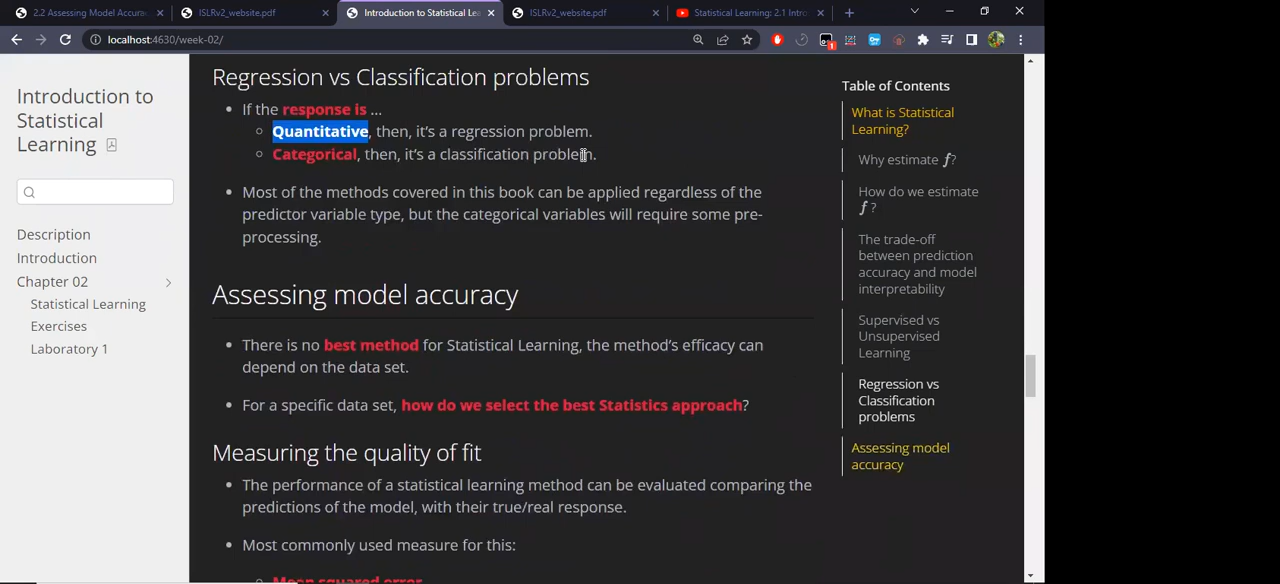 2.2 Assessing Model Accura
ISLRv2_website.pdf
Introduction to Statistical Le
ISLRv2_website.pdf
Statistical Learning: 2.1 Intro
localhost:4630/week-02/
1
Introduction to
Statistical
Learning
Description
Introduction
Chapter 02
Statistical Learning
Exercises
Laboratory 1
Regression vs Classification problems
If the response is ...
Quantitative, then, it's a regression problem.
Categorical, then, it's a classification problem.
Most of the methods covered in this book can be applied regardless of the
predictor variable type, but the categorical variables will require some pre-
processing.
Assessing model accuracy
There is no best method for Statistical Learning, the method's efficacy can
depend on the data set.
For a specific data set, how do we select the best Statistics approach?
Measuring the quality of fit
The performance of a statistical learning method can be evaluated comparing the
predictions of the model, with their true/real response.
Most commonly used measure for this:
Mean squared error
Table of Contents
What is Statistical
Learning?
Why estimate f?
How do we estimate
f?
The trade-off
between prediction
accuracy and model
interpretability
Supervised vs
Unsupervised
Learning
Regression vs
Classification
problems
Assessing model
accuracy